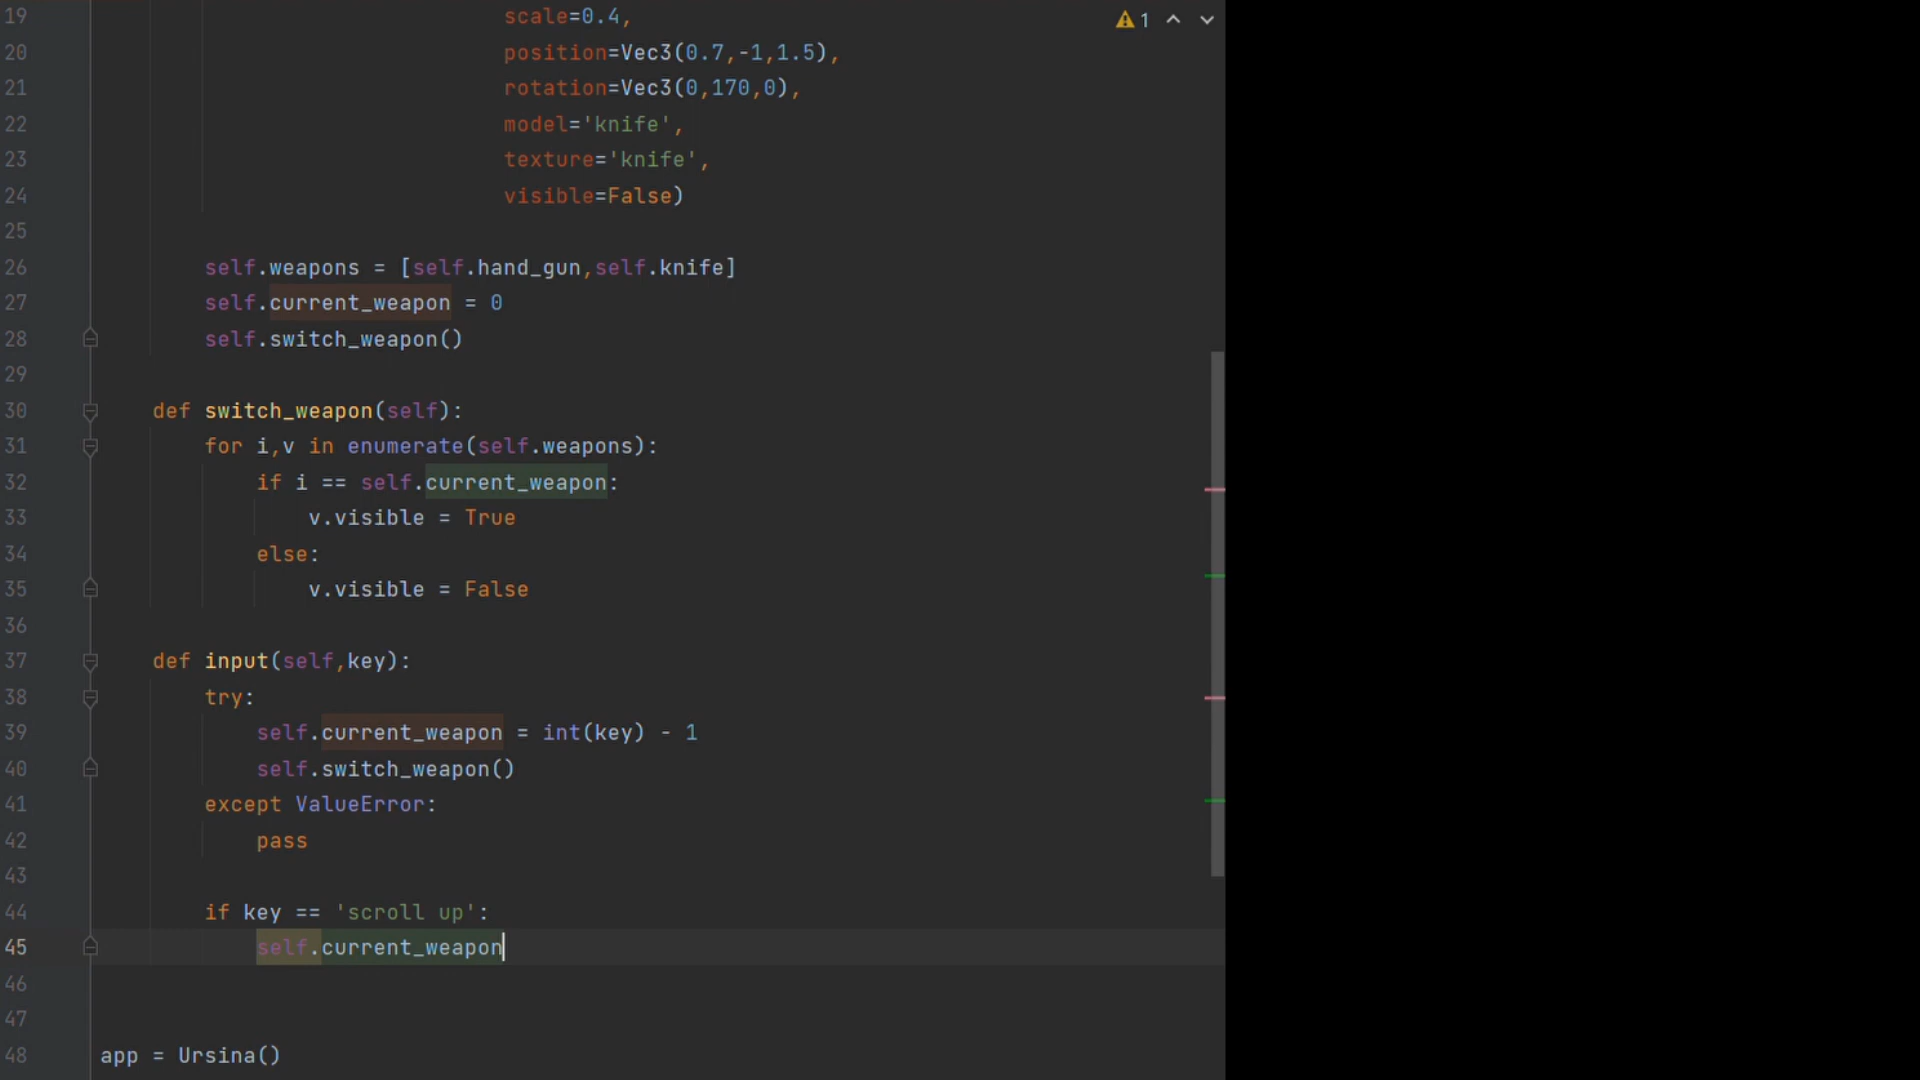 19 scale=0.4,
1
20 position=Vec3(0.7,-1,1.5),
21 rotation=Vec3(0,170,0),
22 model='knife',
23 texture='knife',
24 visible=False)
25
26 self.weapons = [self.hand_gun,self.knife]
27 self.current_weapon = 0
28 self.switch_weapon()
29
30 def switch_weapon(self):
31 for i,v in enumerate(self.weapons):
32 if i == self.current_weapon:
33 v.visible = True
34 else:
35 v.visible = False
36
37 def input(self,key):
38 try:
39 self.current_weapon = int(key) - 1
40 self.switch_weapon()
41 except ValueError:
42 pass
43
44 if key == 'scroll up':
45 self.current_weapon
46
47
48 app = Ursina()